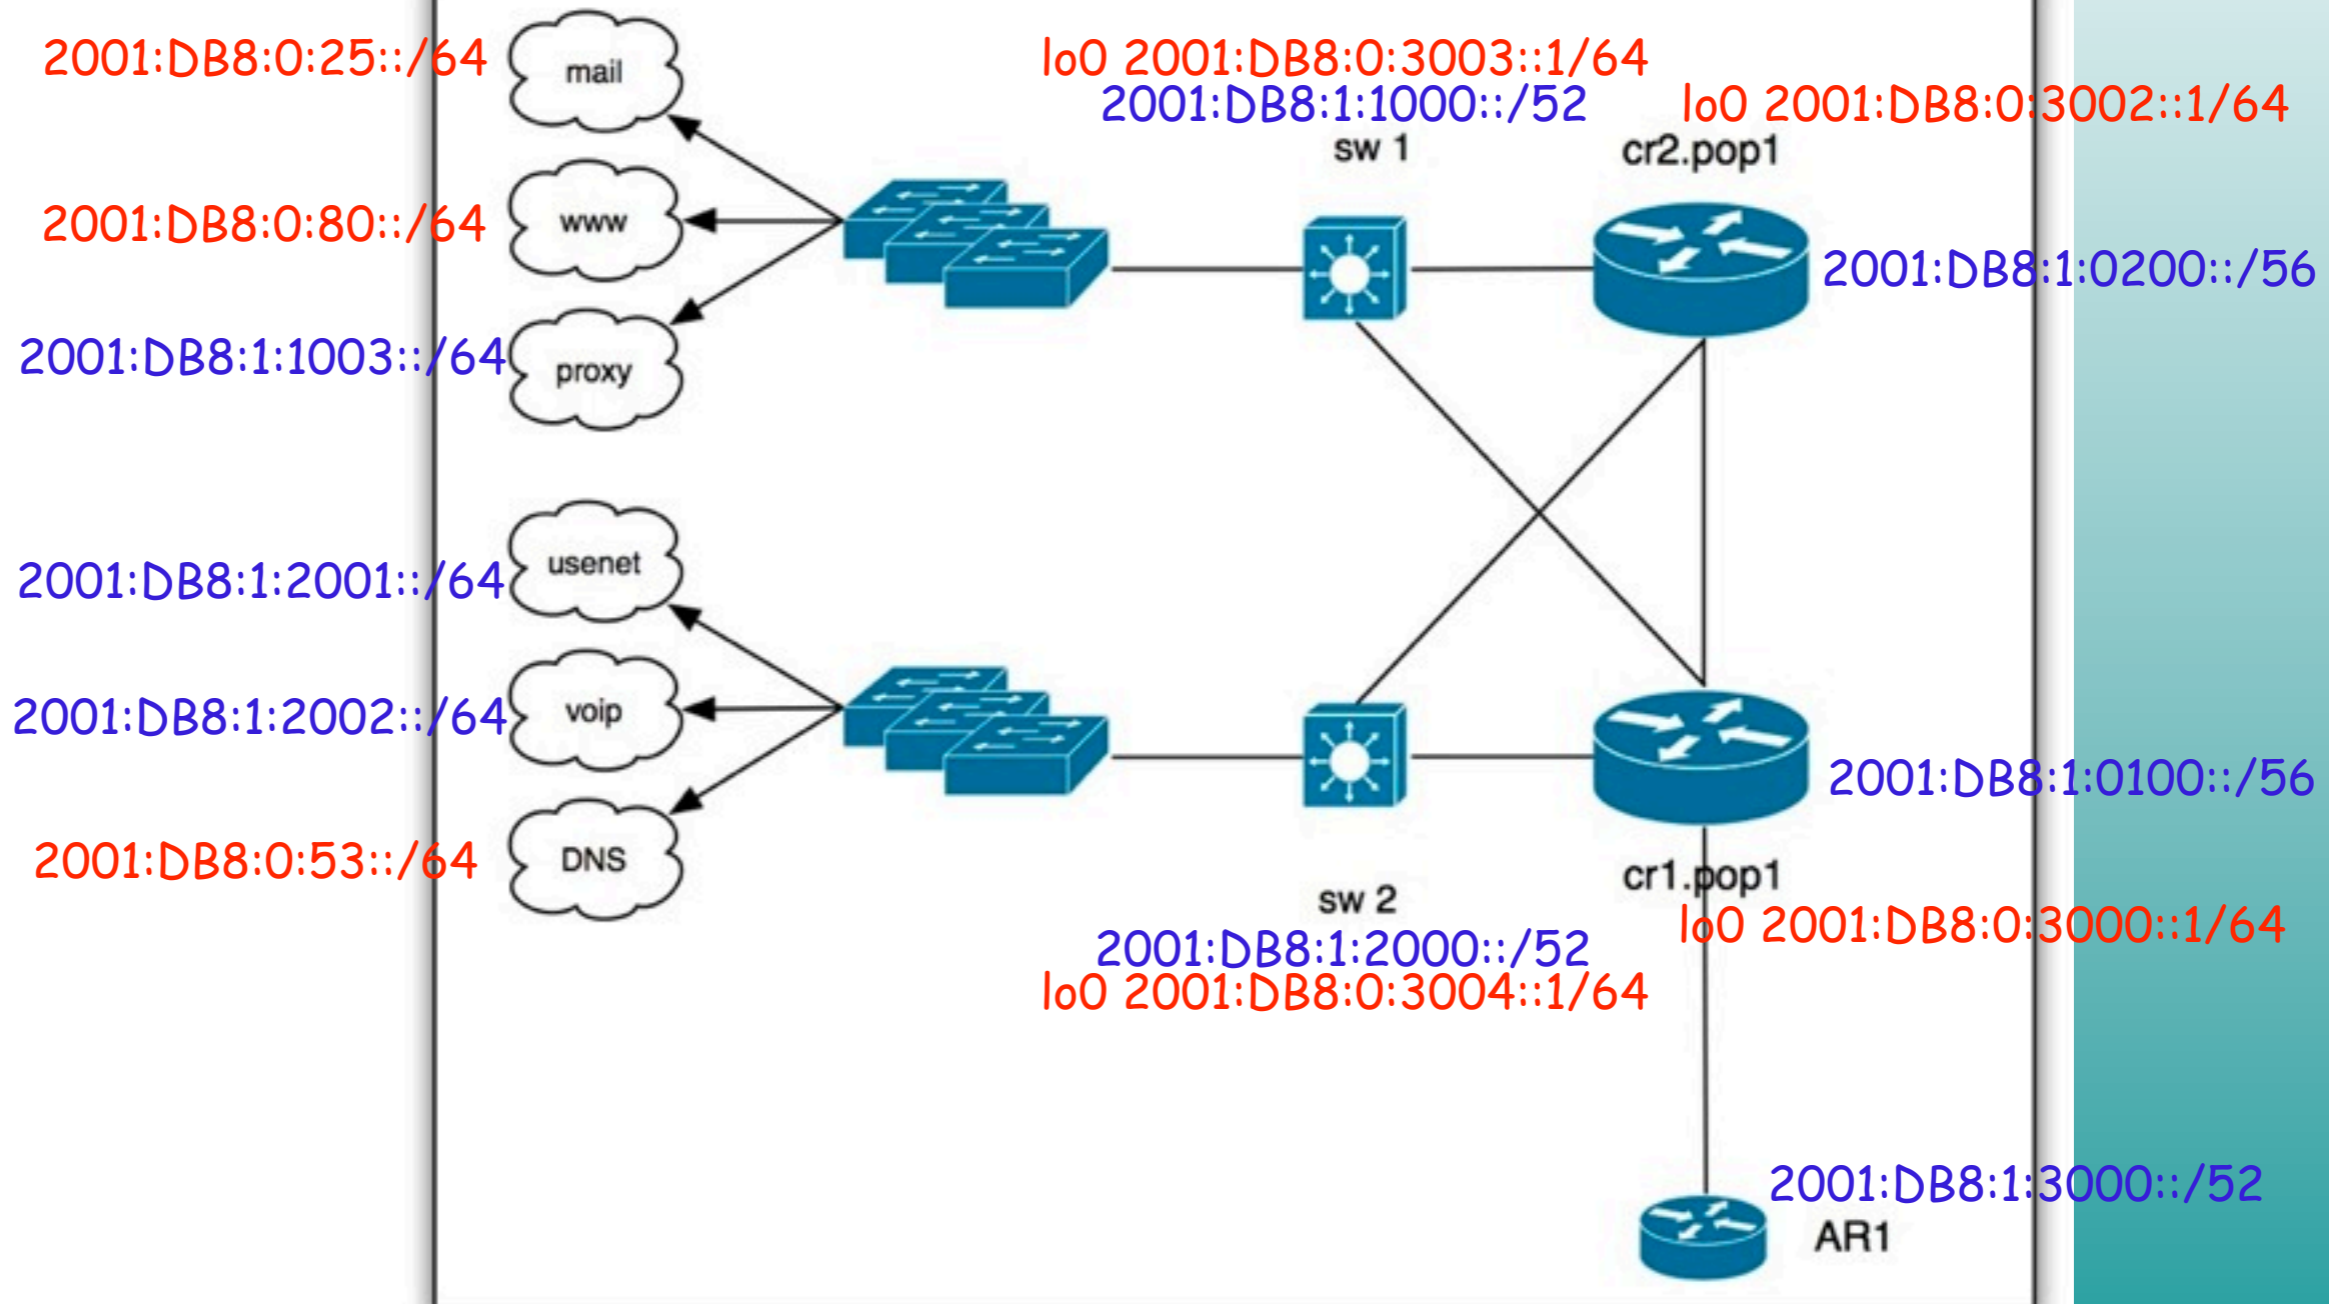 2001:DB8:0:25::/64
mail
lo0 2001:DB8:0:3003::1/64
2001:DB8:1:1000::/52
lo0 2001:DB8:0:3002::1/64
sw 1
cr2.pop1
2001:DB8:0:80::/64
www
2001:DB8:1:0200::/56
2001:DB8:1:1003::/64
proxy
2001:DB8:1:2001::/64
usenet
2001:DB8:1:2002::/64
voip
2001:DB8:1:0100::/56
2001:DB8:0:53::/64
DNS
cr1.pop1
lo0 2001:DB8:0:3000::1/64
sw 2
2001:DB8:1:2000::/52
lo0 2001:DB8:0:3004::1/64
2001:DB8:1:3000::/52
AR1